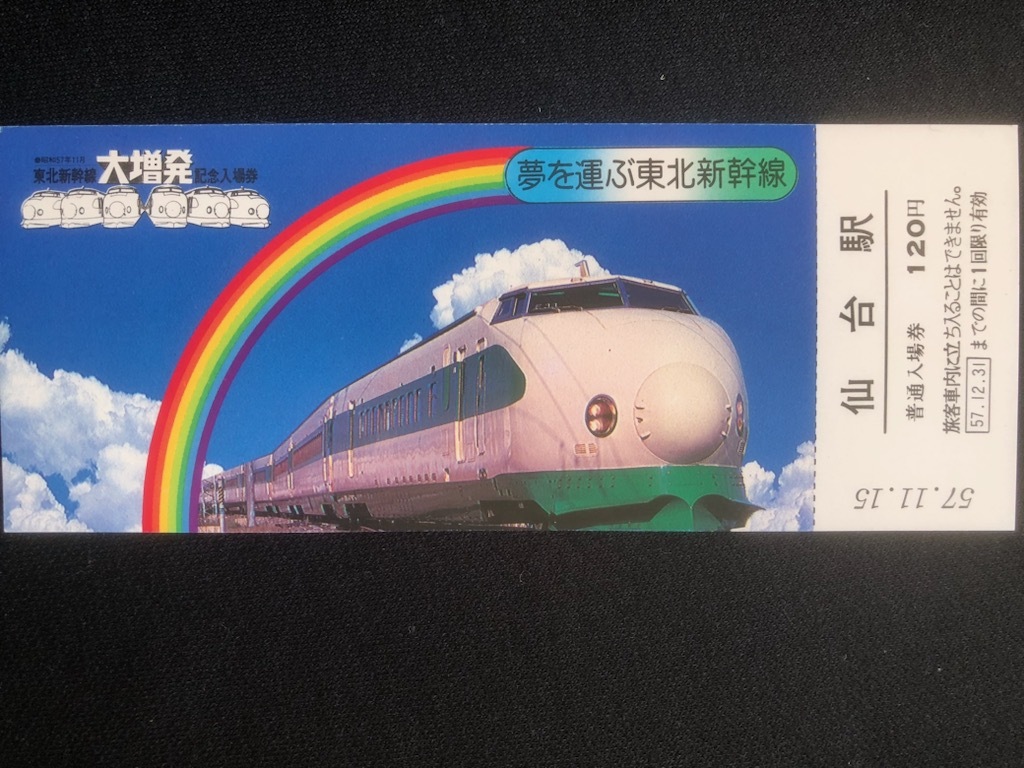 ●昭和57年11月
東北新幹線大増発記念入場券
夢を運ぶ東北新幹線
仙台駅
普通入場券 120円
旅客車内に立ち入ることはできません。
57.12.31までの間に1回限り有効
57.11.15